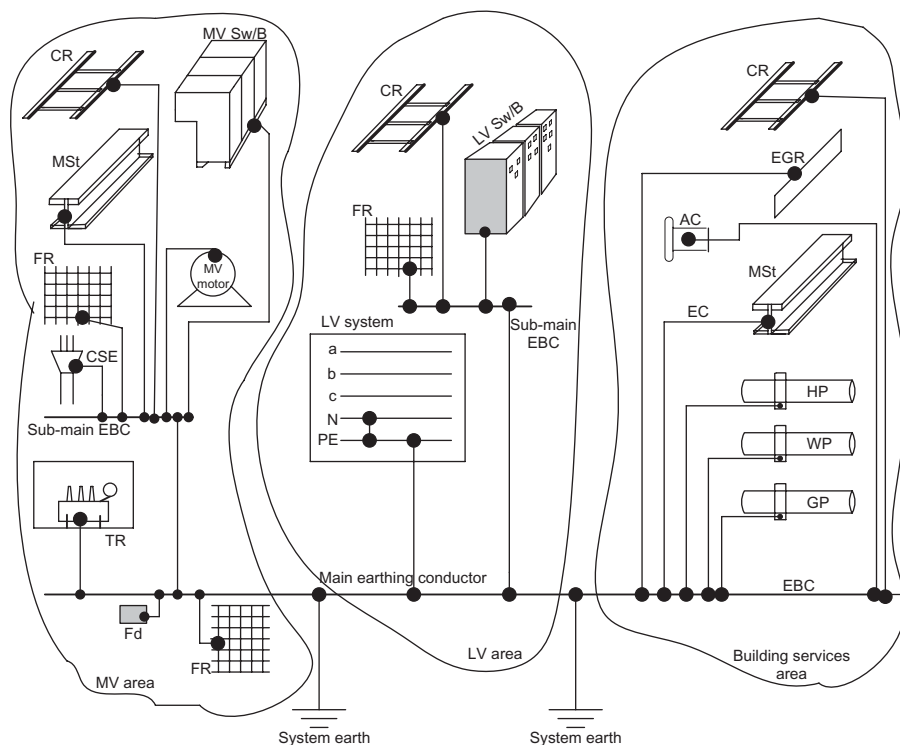 MV Sw/B
CR
MSt
FR
MV
motor
CSE
Sub-main EBC
TR
Fd
FR
MV area
CR
LV Sw/B
FR
Sub-main
EBC
LV system
a
b
c
N
PE
Main earthing conductor
LV area
System earth
System earth
CR
EGR
AC
MSt
EC
HP
WP
GP
EBC
Building services
area